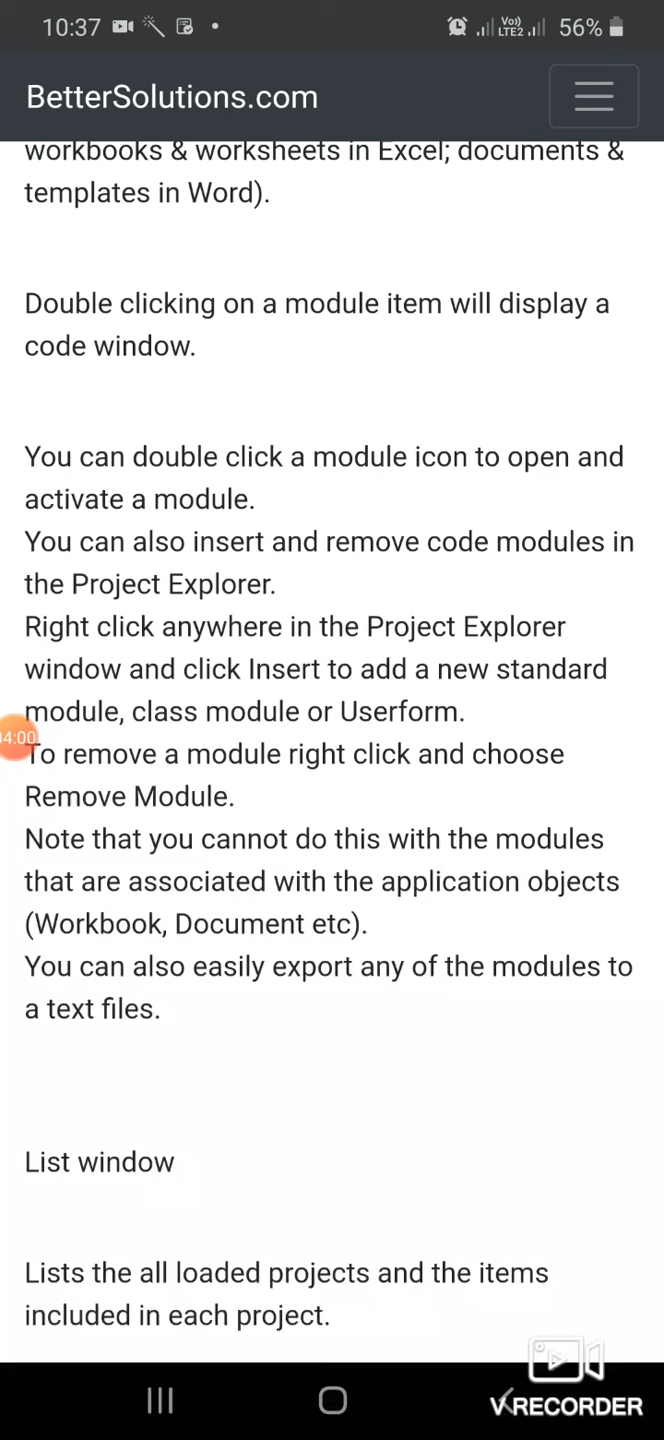 10:37
Vo))
LTE2
56%
BetterSolutions.com
workbooks & worksheets in Excel; documents &
templates in Word).
Double clicking on a module item will display a
code window.
You can double click a module icon to open and
activate a module.
You can also insert and remove code modules in
the Project Explorer.
Right click anywhere in the Project Explorer
window and click Insert to add a new standard
module, class module or Userform.
04:00
To remove a module right click and choose
Remove Module.
Note that you cannot do this with the modules
that are associated with the application objects
(Workbook, Document etc).
You can also easily export any of the modules to
a text files.
List window
Lists the all loaded projects and the items
included in each project.
VRECORDER